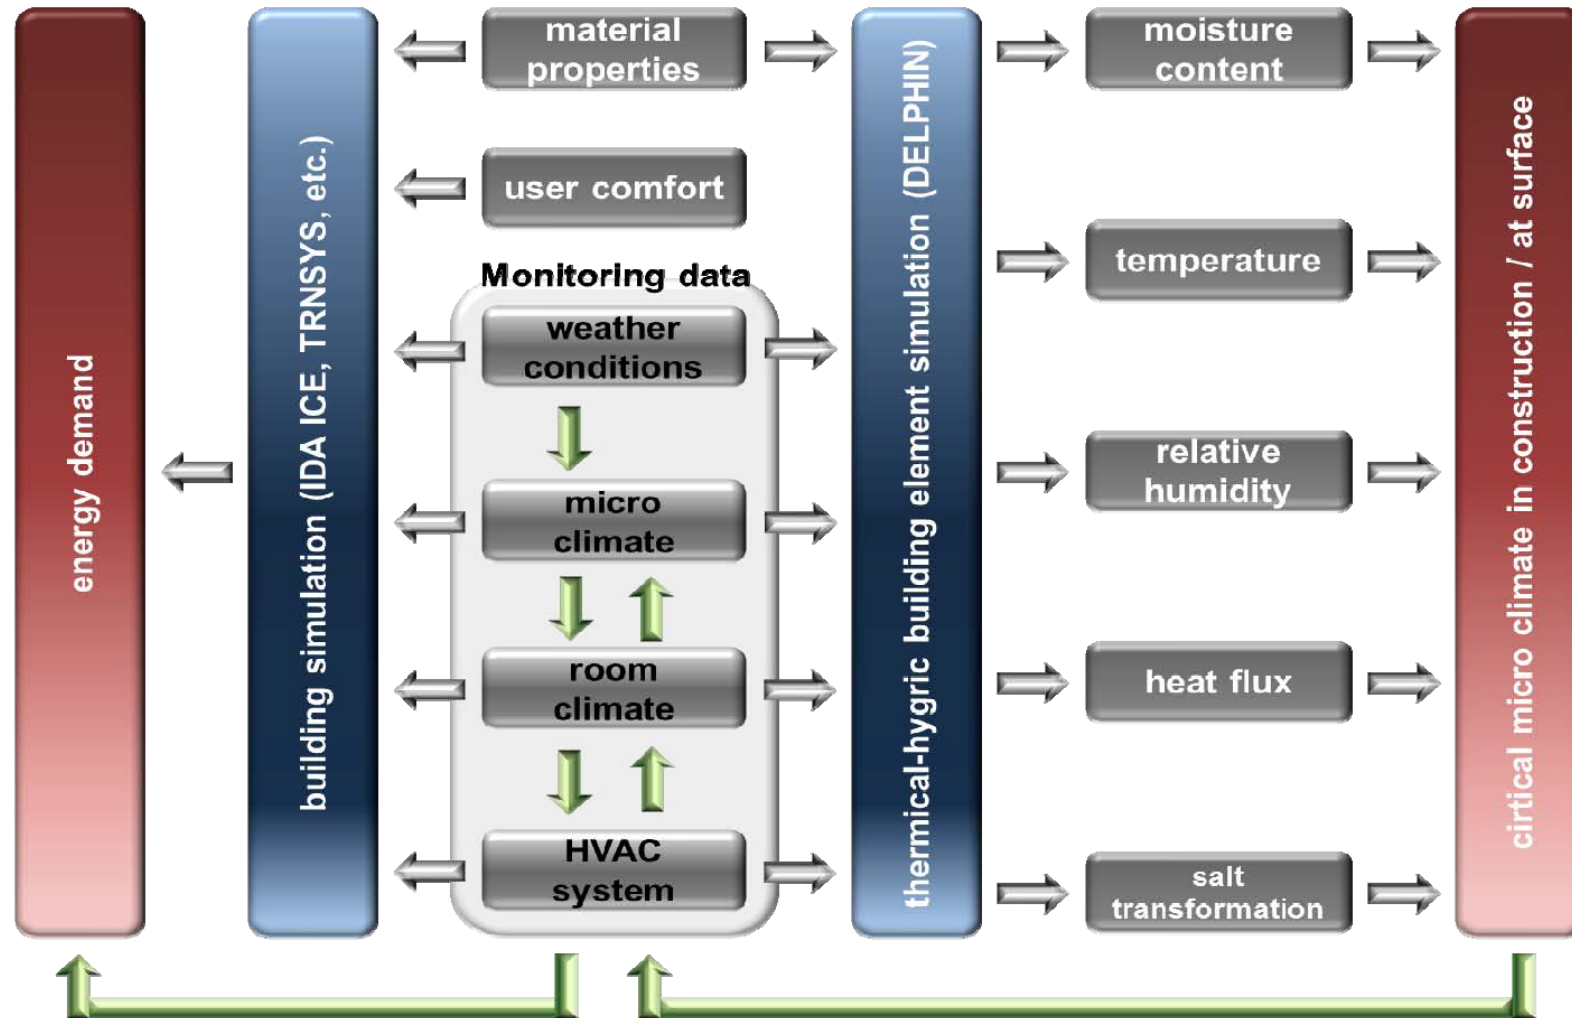 energy demand
building simulation (IDA ICE, TRNSYS, etc.)
material
properties
user comfort
Monitoring data
weather
conditions
micro
climate
room
climate
HVAC
system
thermical-hygric building element simulation (DELPHIN)
moisture
content
temperature
relative
humidity
heat flux
salt
transformation
cirtical micro climate in construction / at surface